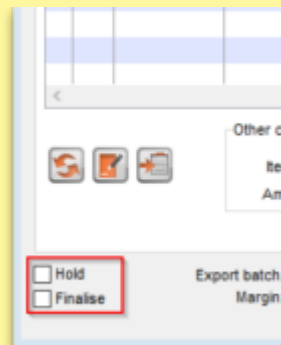 Other c
Ite
Am
Hold
Export batch:
Finalise
Margin: